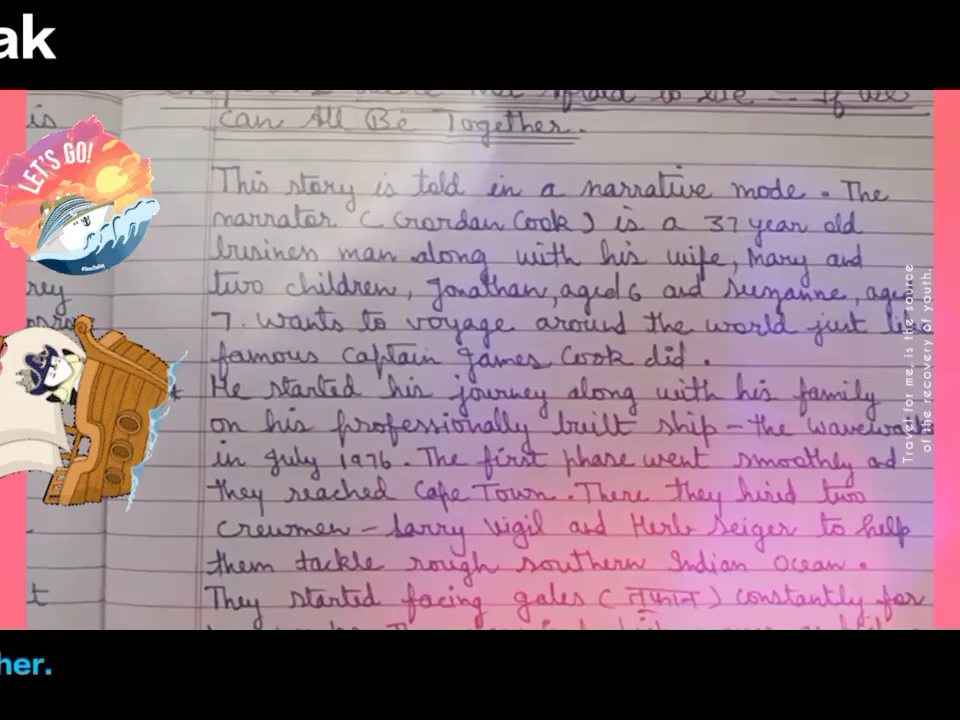 ak
is
can All Be Together.
LET'S GO!
This story is told in a narrative mode. The
narrator (Grordan Cook) is a 37 year old
business man along with his wife, Mary and
two children, Jonathan, aged 6 and Suzanne, aged
7. wants to voyage around the world just
famous Captain James Cook did.
He started his journey along with his family
on his professionally built ship - the
in July 1976. The first phase went smoothly and
they reached Cape Town. There they hired two
crewmen - Larry Vigil and Herb Seiger to help
them tackle rough southern Indian Ocean.
They started facing gales (तूफान) constantly for
t
Travel for me, is the source
of the recovery of youth.
her.